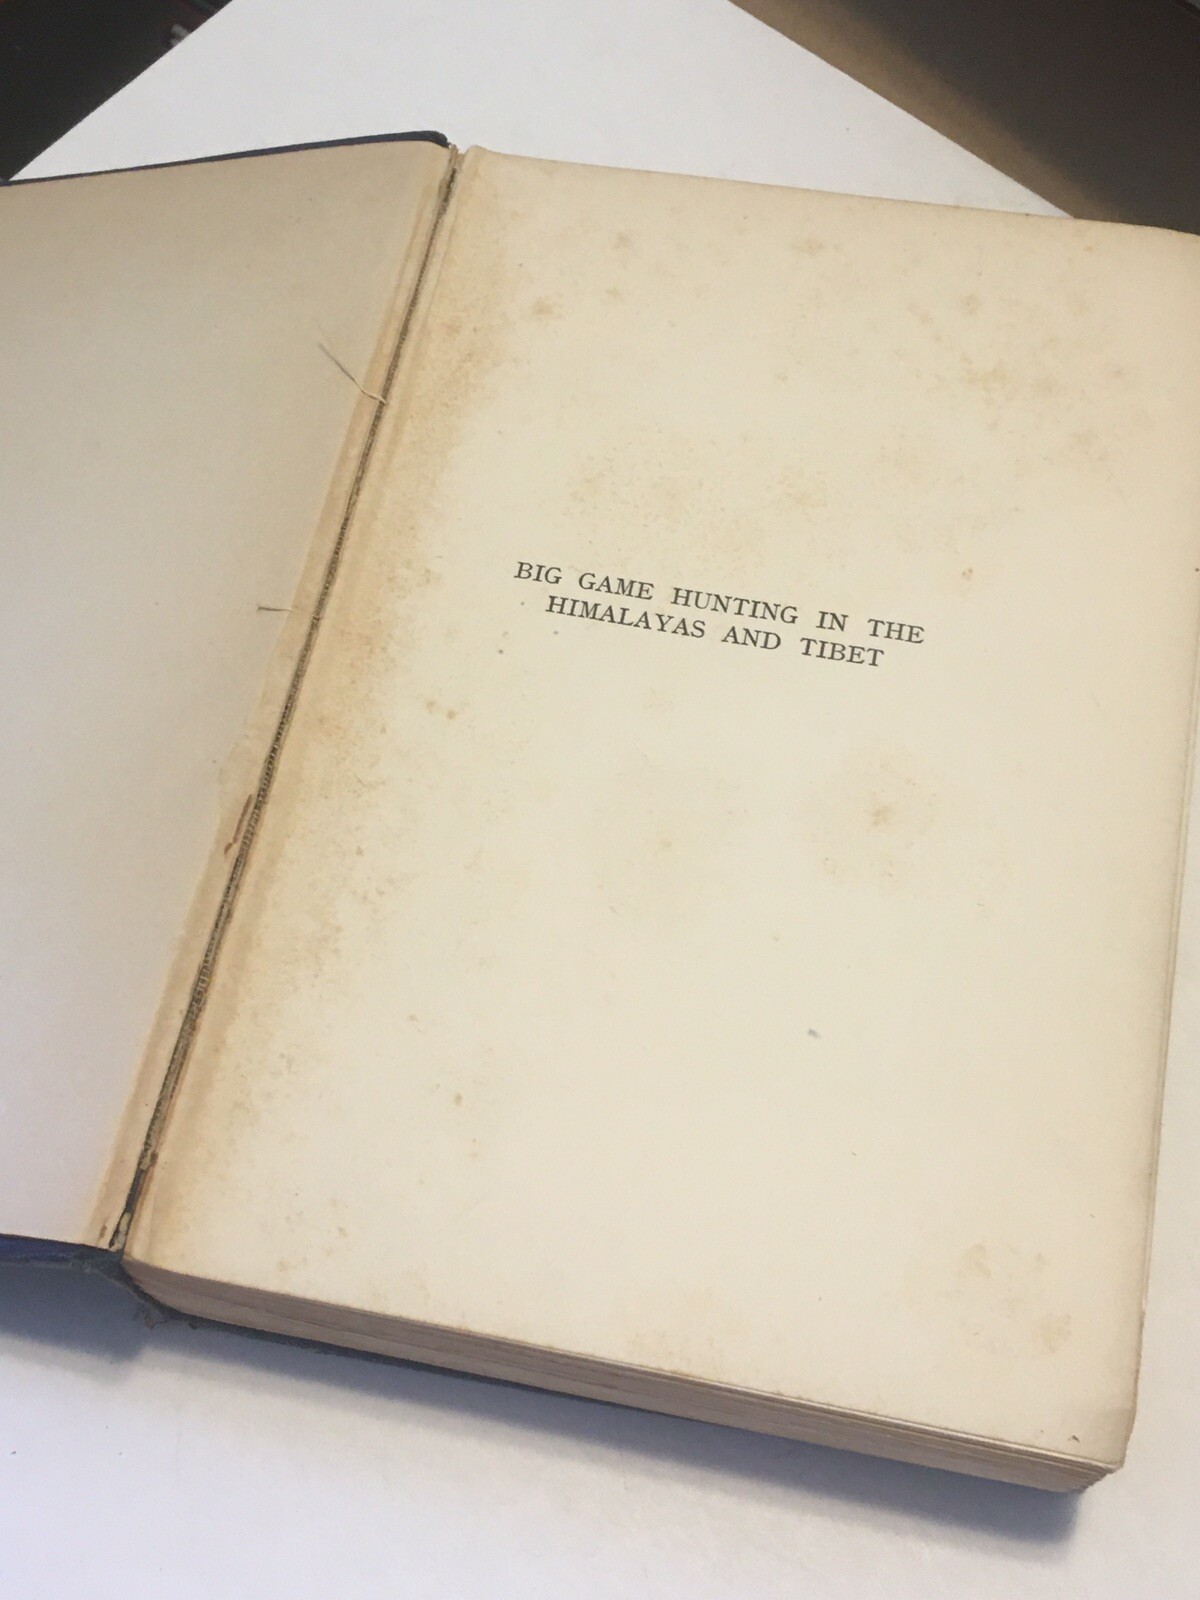 BIG GAME HUNTING IN THE
HIMALAYAS AND TIBET